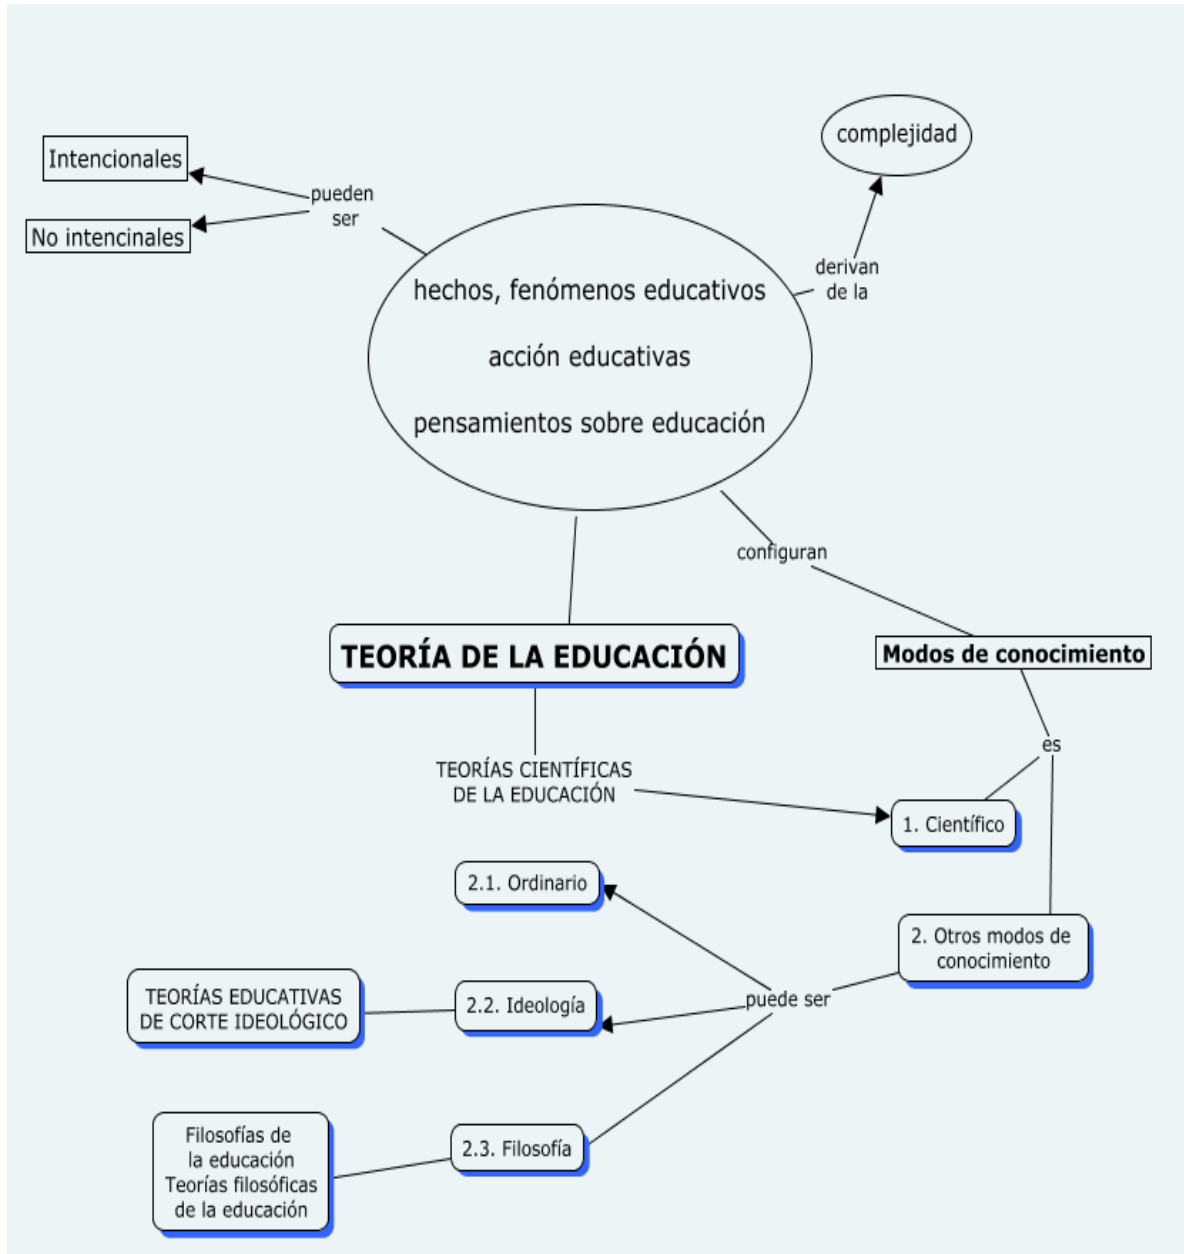 complejidad
Intencionales
pueden
ser
No intencinales
derivan
de la
hechos, fenómenos educativos
acción educativas
pensamientos sobre educación
configuran
TEORÍA DE LA EDUCACIÓN
Modos de conocimiento
es
TEORÍAS CIENTÍFICAS
DE LA EDUCACIÓN
1. Científico
2.1. Ordinario
2. Otros modos de
conocimiento
puede ser
TEORÍAS EDUCATIVAS
DE CORTE IDEOLÓGICO
2.2. Ideología
2.3. Filosofía
Filosofías de
la educación
Teorías filosóficas
de la educación